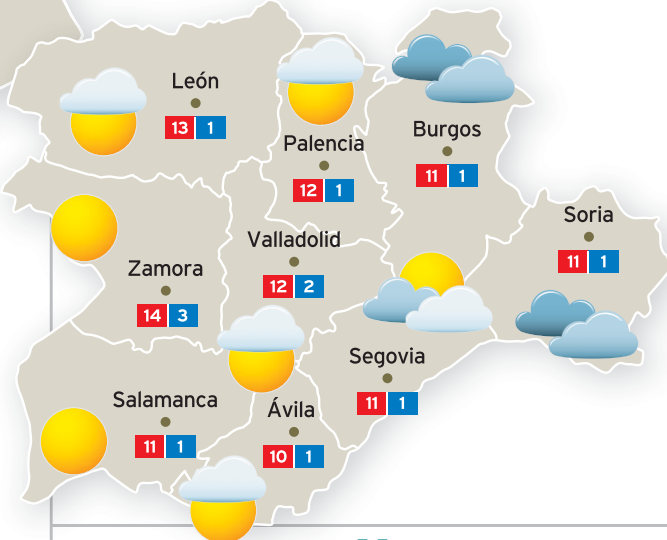 León
13 1
Palencia
12 1
Burgos
11 1
Soria
11 1
Valladolid
12 2
Zamora
14 3
Segovia
11 1
Salamanca
11 1
Ávila
10 1